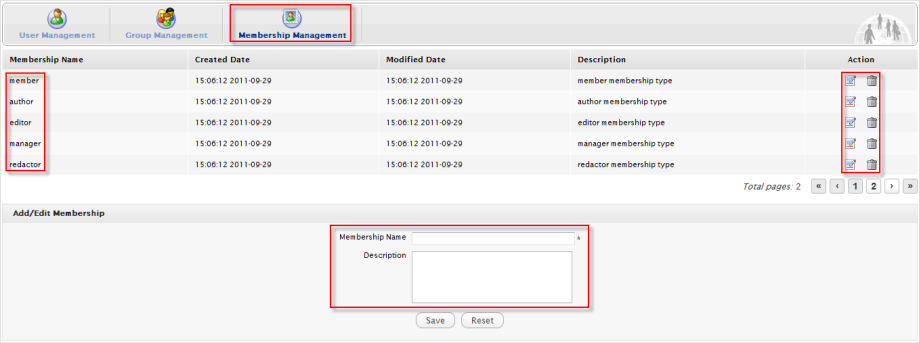 User Management Group Management Membership Management
Membership Name Created Date Modified Date Description Action
member 15:06:12 2011-09-29 15:06:12 2011-09-29 member membership type
author 15:06:12 2011-09-29 15:06:12 2011-09-29 author membership type
editor 15:06:12 2011-09-29 15:06:12 2011-09-29 editor membership type
manager 15:06:12 2011-09-29 15:06:12 2011-09-29 manager membership type
redactor 15:06:12 2011-09-29 15:06:12 2011-09-29 redactor membership type
Total pages: 2 « ‹ 1 2 › »
Add/Edit Membership
Membership Name *
Description
Save Reset